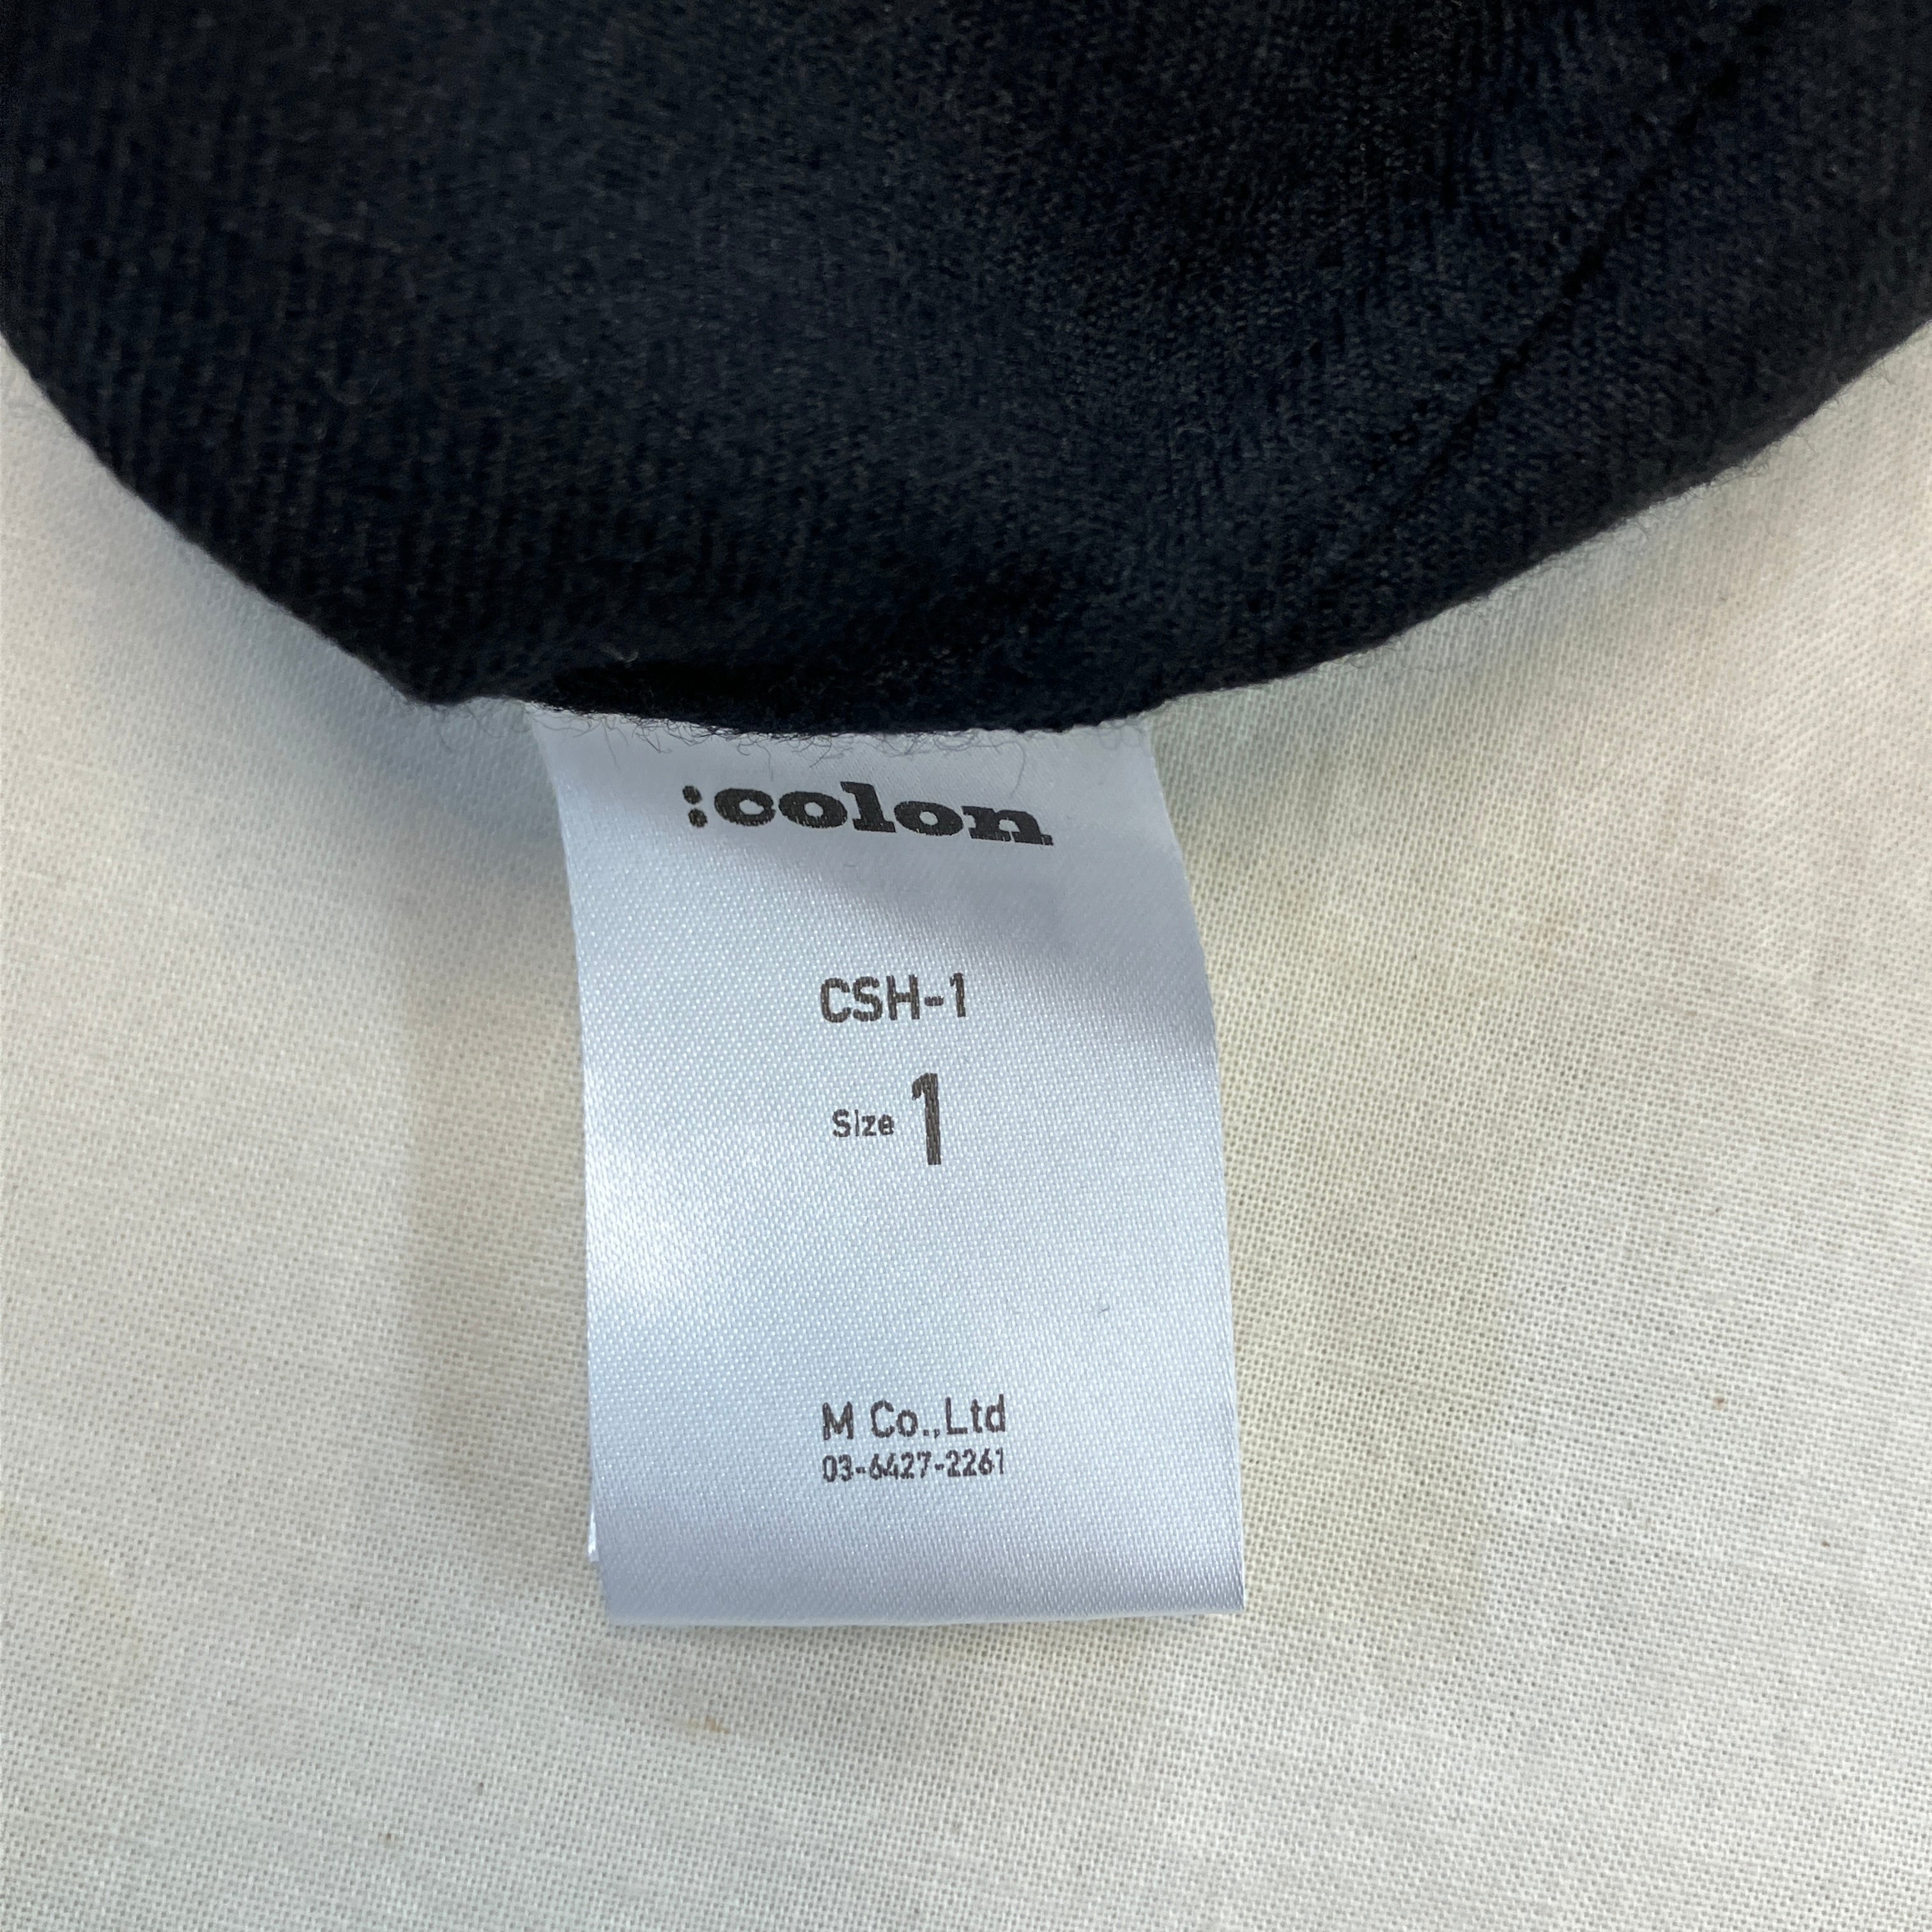 :colon
CSH-1
Size 1
M Co.,Ltd
03-6427-2261